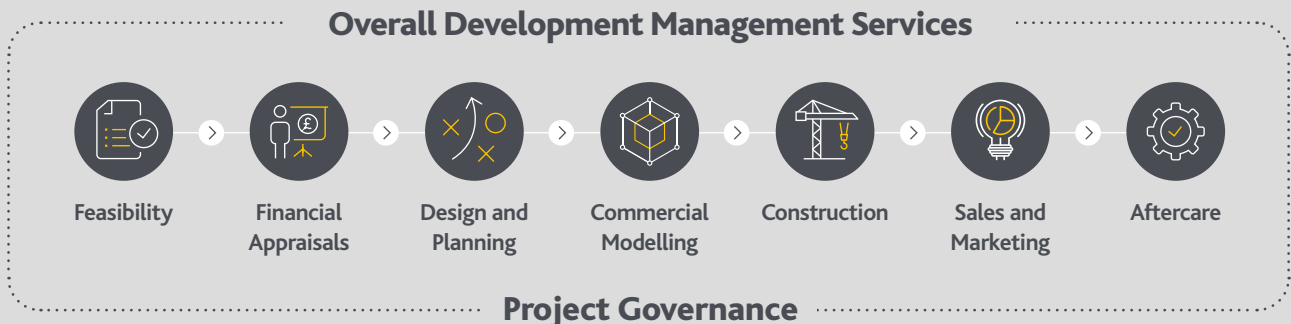 Overall Development Management Services
£
Feasibility
Financial
Appraisals
Design and
Planning
Commercial
Modelling
Construction
Sales and
Marketing
Aftercare
Project Governance